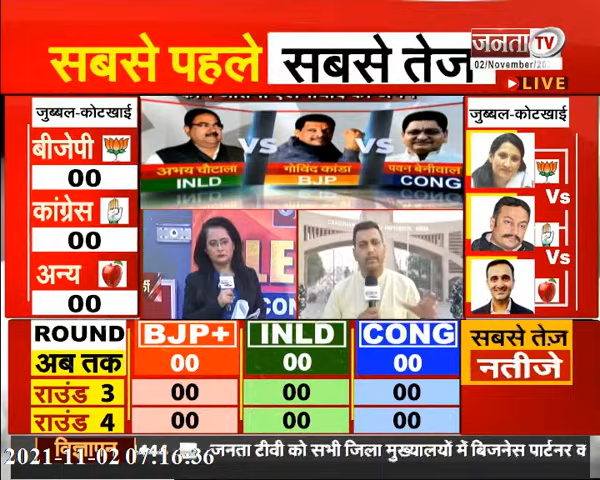 सबसे पहले सबसे तेज
जनता TV
02/November/20
LIVE
जुब्बल-कोटखाई
बीजेपी
00
कांग्रेस
00
अन्य
00
VS VS
अभय चौटाला गोविंद कांडा पवन बेनीवाल
INLD BJP CONG
जुब्बल-कोटखाई
Vs
Vs
ROUND BJP+ INLD CONG
अब तक 00 00 00
राउंड 3 00 00 00
राउंड 4 00 00 00
सबसे तेज़
नतीजे
विज्ञापन जनता टीवी को सभी जिला मुख्यालयों में बिजनेस पार्टनर व
2021-11-02 07:16:36